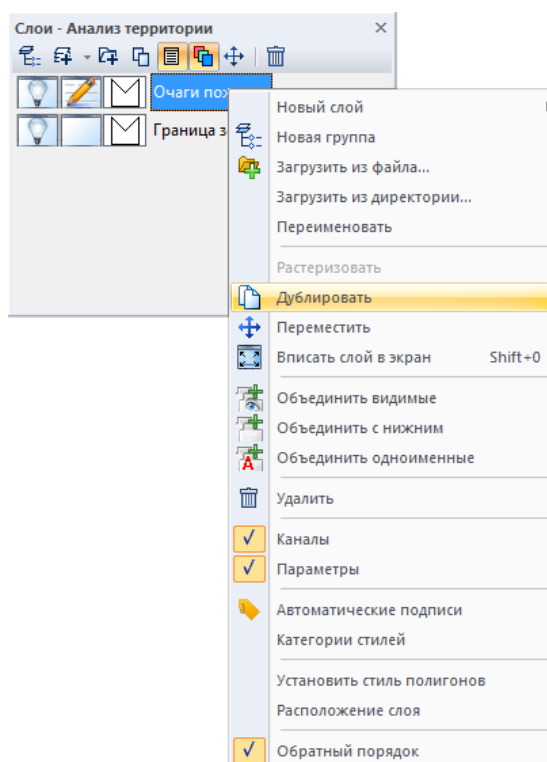 Слои - Анализ территории
Очаги пож
Граница з
Новый слой
Новая группа
Загрузить из файла...
Загрузить из директории...
Переименовать
Растеризовать
Дублировать
Переместить
Вписать слой в экран Shift+0
Объединить видимые
Объединить с нижним
Объединить одноименные
Удалить
Каналы
Параметры
Автоматические подписи
Категории стилей
Установить стиль полигонов
Расположение слоя
Обратный порядок